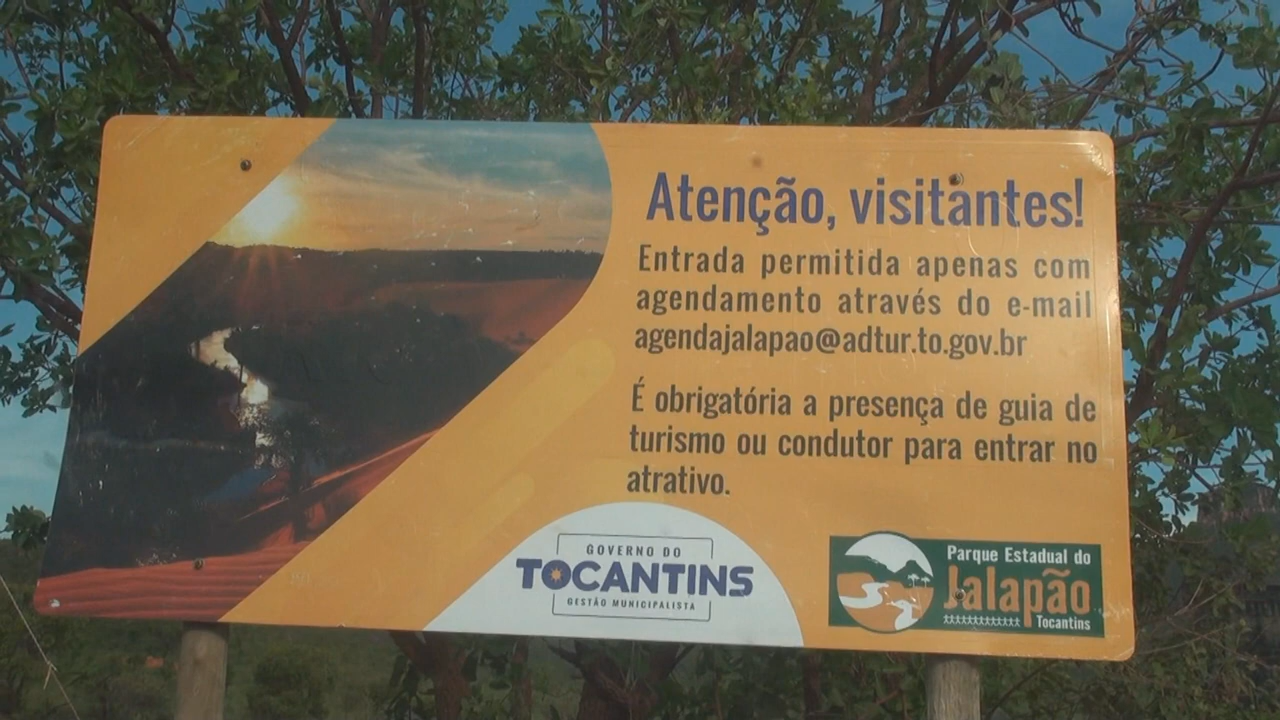 Atenção, visitantes!
Entrada permitida apenas com
agendamento através do e-mail
agendajalapao@adtur.to.gov.br
É obrigatória a presença de guia de
turismo ou condutor para entrar no
atrativo.
GOVERNO DO
TOCANTINS
GESTÃO MUNICIPALISTA
Parque Estadual do
Jalapão
Tocantins